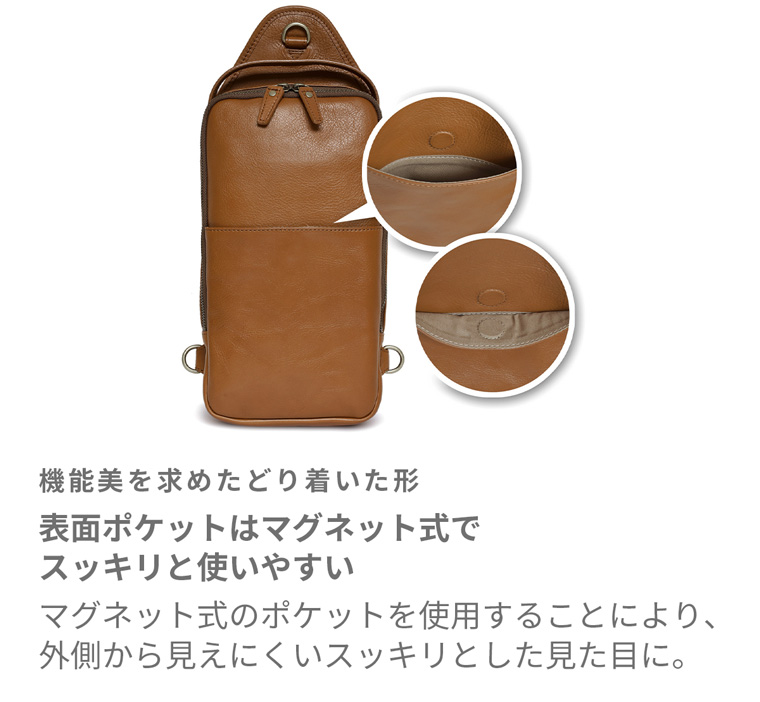 機能美を求めたどり着いた形
表面ポケットはマグネット式で
スッキリと使いやすい
マグネット式のポケットを使用することにより、
外側から見えにくいスッキリとした見た目に。